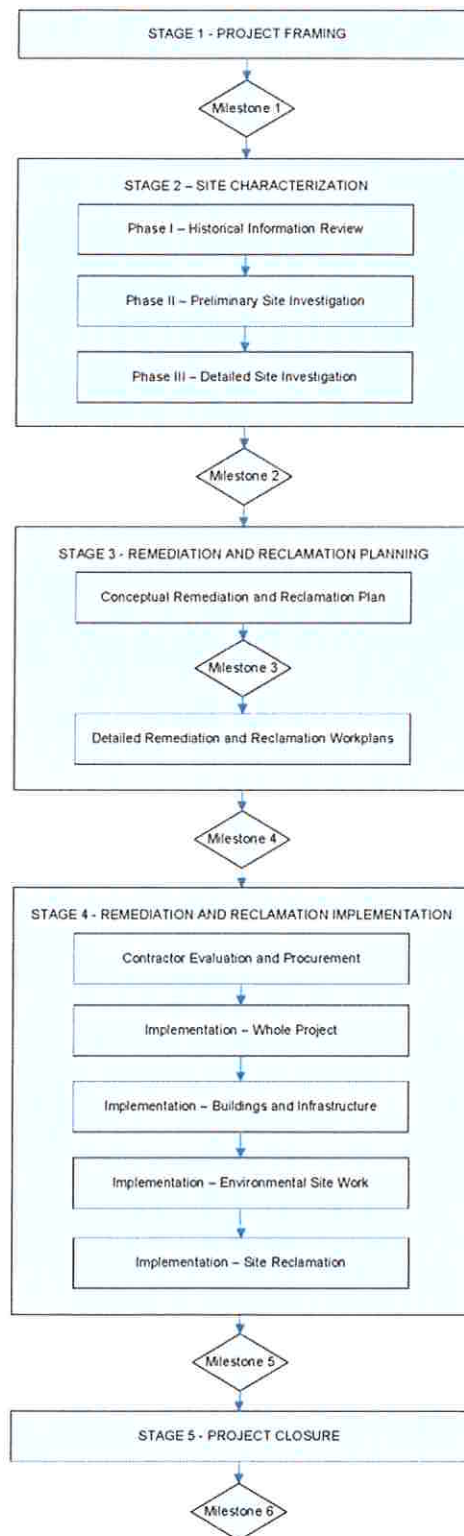 STAGE 1 - PROJECT FRAMING
Milestone 1
STAGE 2 – SITE CHARACTERIZATION
Phase I – Historical Information Review
Phase II – Preliminary Site Investigation
Phase III – Detailed Site Investigation
Milestone 2
STAGE 3 - REMEDIATION AND RECLAMATION PLANNING
Conceptual Remediation and Reclamation Plan
Milestone 3
Detailed Remediation and Reclamation Workplans
Milestone 4
STAGE 4 - REMEDIATION AND RECLAMATION IMPLEMENTATION
Contractor Evaluation and Procurement
Implementation – Whole Project
Implementation – Buildings and Infrastructure
Implementation – Environmental Site Work
Implementation – Site Reclamation
Milestone 5
STAGE 5 - PROJECT CLOSURE
Milestone 6